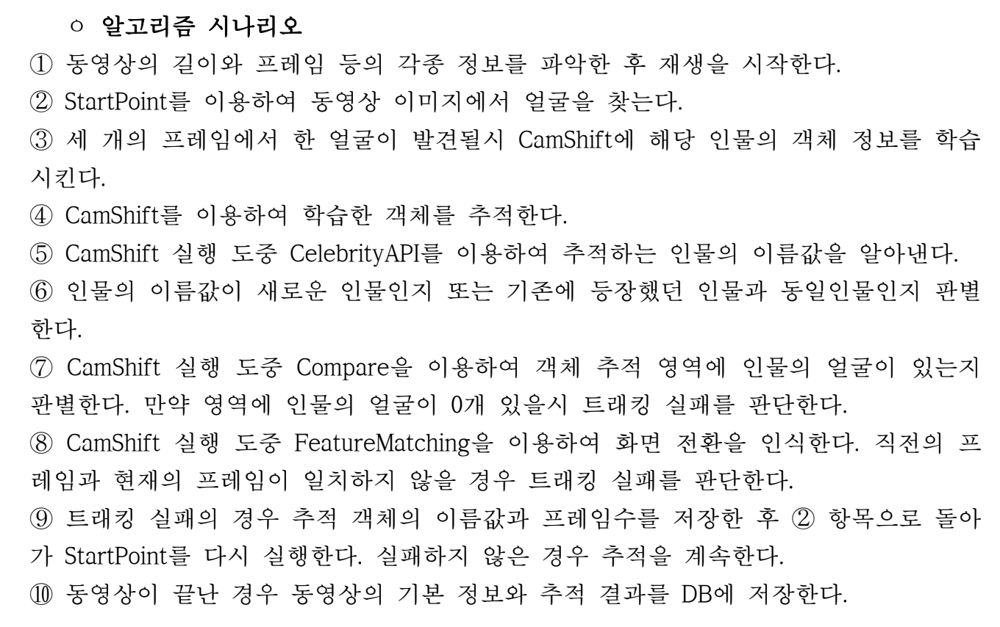 ○ 알고리즘 시나리오
① 동영상의 길이와 프레임 등의 각종 정보를 파악한 후 재생을 시작한다.
② StartPoint를 이용하여 동영상 이미지에서 얼굴을 찾는다.
③ 세 개의 프레임에서 한 얼굴이 발견될시 CamShift에 해당 인물의 객체 정보를 학습
시킨다.
④ CamShift를 이용하여 학습한 객체를 추적한다.
⑤ CamShift 실행 도중 CelebrityAPI를 이용하여 추적하는 인물의 이름값을 알아낸다.
⑥ 인물의 이름값이 새로운 인물인지 또는 기존에 등장했던 인물과 동일인물인지 판별
한다.
⑦ CamShift 실행 도중 Compare을 이용하여 객체 추적 영역에 인물의 얼굴이 있는지
판별한다. 만약 영역에 인물의 얼굴이 0개 있을시 트래킹 실패를 판단한다.
⑧ CamShift 실행 도중 FeatureMatching을 이용하여 화면 전환을 인식한다. 직전의 프
레임과 현재의 프레임이 일치하지 않을 경우 트래킹 실패를 판단한다.
⑨ 트래킹 실패의 경우 추적 객체의 이름값과 프레임수를 저장한 후 ② 항목으로 돌아
가 StartPoint를 다시 실행한다. 실패하지 않은 경우 추적을 계속한다.
⑩ 동영상이 끝난 경우 동영상의 기본 정보와 추적 결과를 DB에 저장한다.